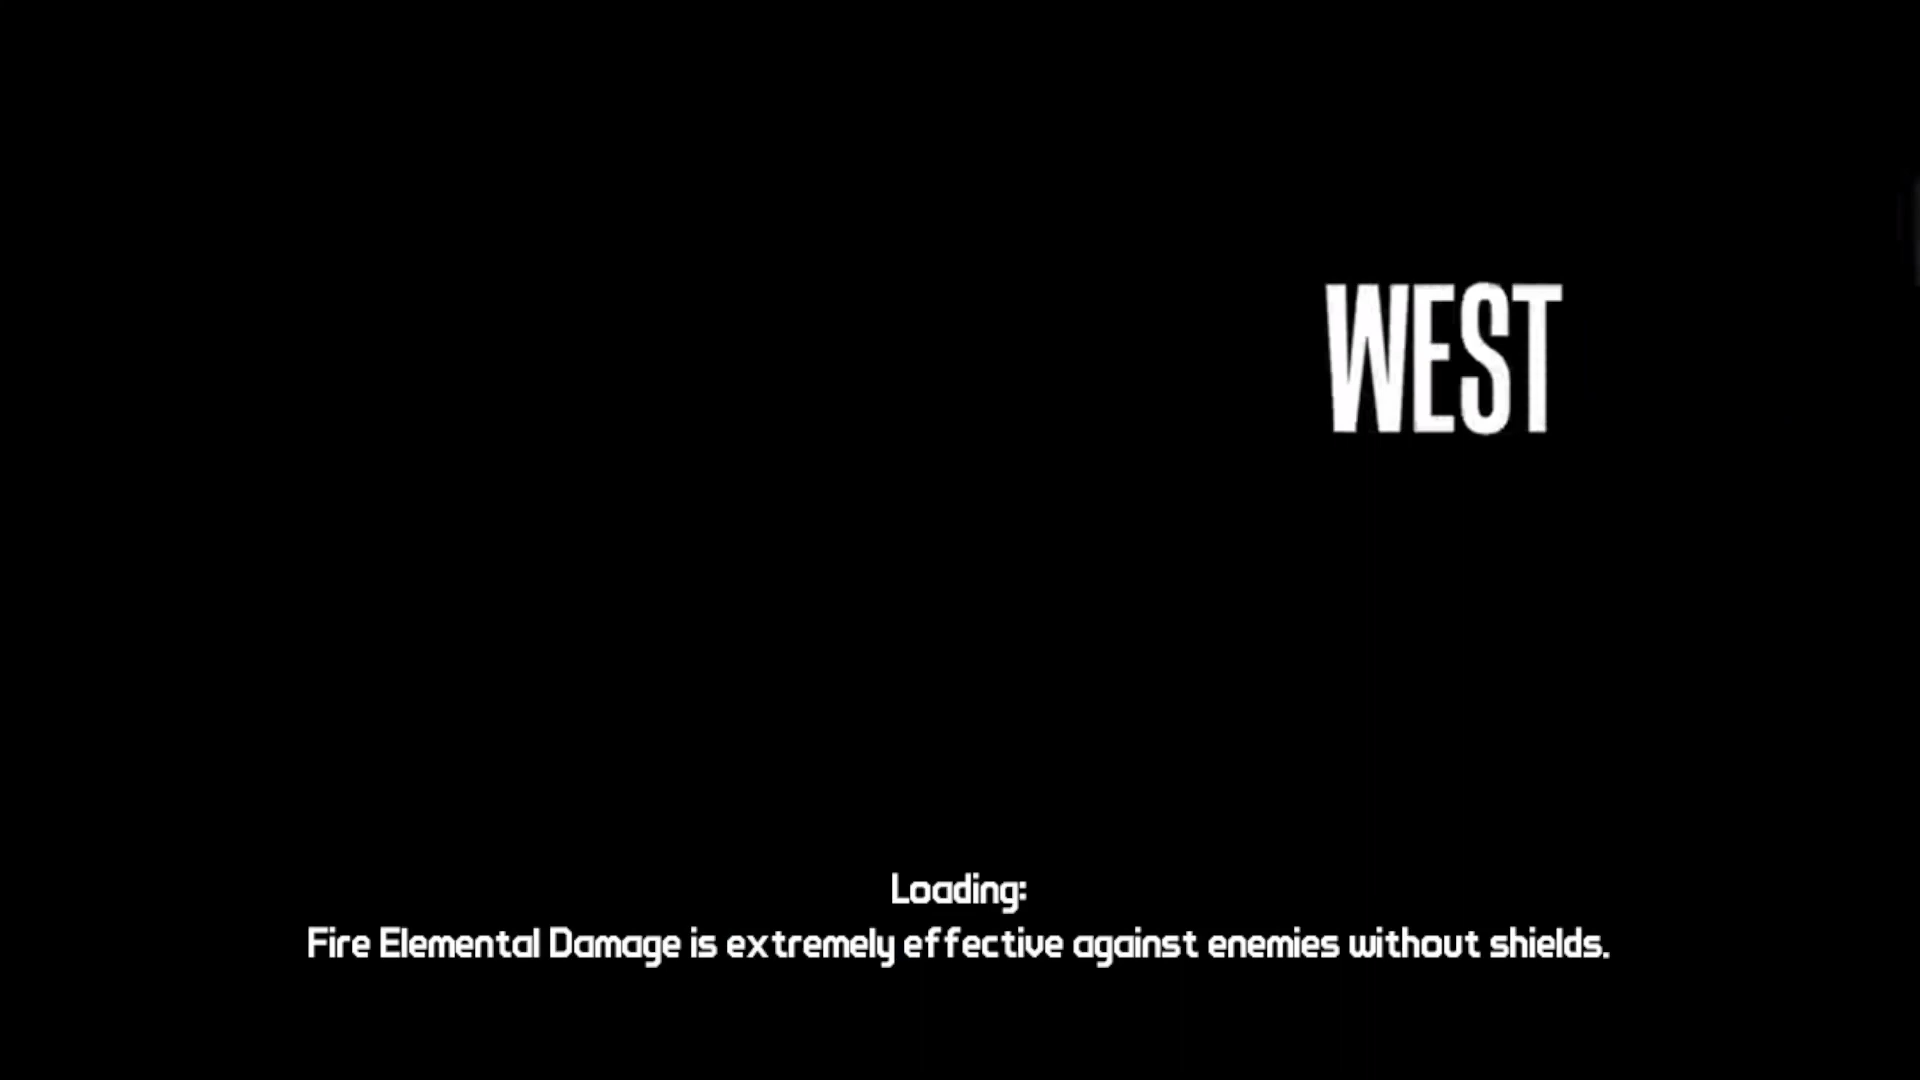 WEST
Loading:
Fire Elemental Damage is extremely effective against enemies without shields.